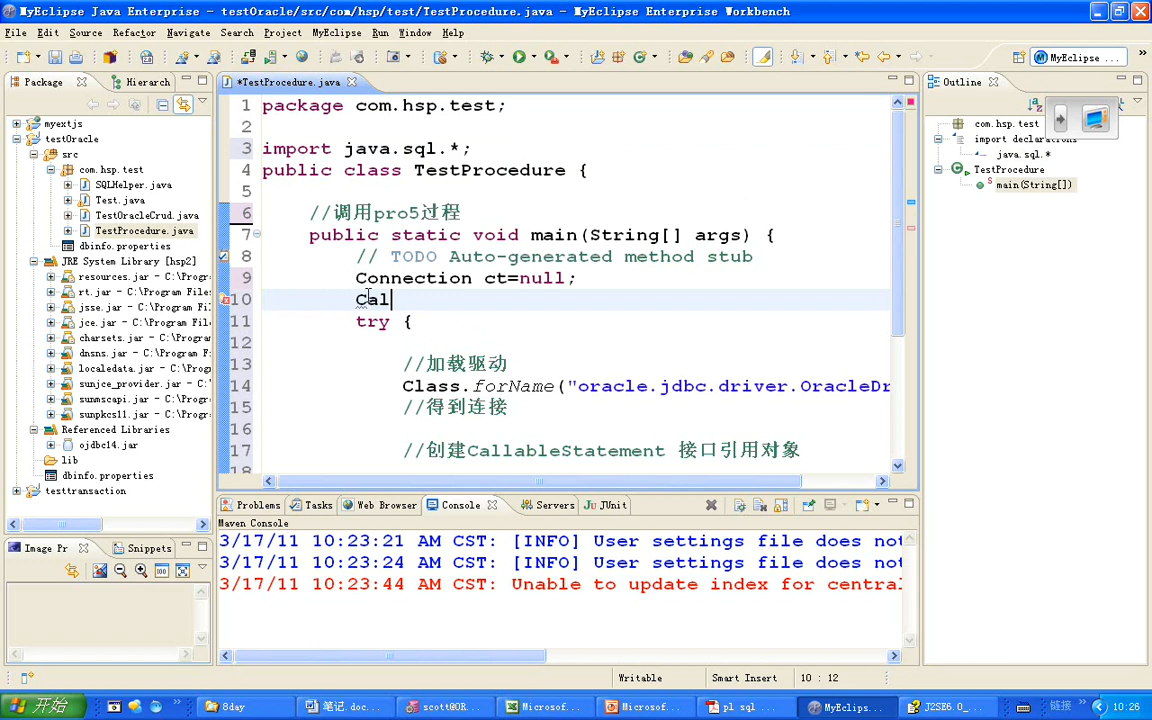 MyEclipse Java Enterprise - testOracle/src/com/hsp/test/TestProcedure.java - MyEclipse Enterprise Workbench
File Edit Source Refactor Navigate Search Project MyEclipse Run Window Help
MyEclipse ...
Package
Hierarch
myextjs
testOracle
src
com.hsp.test
SQLHelper.java
Test.java
TestOracleCrud.java
TestProcedure.java
dbinfo.properties
JRE System Library [hsp2]
resources.jar - C:\Program
rt.jar - C:\Program Files\
jsse.jar - C:\Program File
jce.jar - C:\Program Files
charsets.jar - C:\Program
dnsns.jar - C:\Program Fil
localedata.jar - C:\Progra
sunjce_provider.jar - C:\P
sunmscapi.jar - C:\Program
sunpkcs11.jar - C:\Program
Referenced Libraries
ojdbc14.jar
lib
dbinfo.properties
testtransaction
Image Pr
Snippets
*TestProcedure.java
1 package com.hsp.test;
2
3 import java.sql.*;
4 public class TestProcedure {
5
6 //调用pro5过程
7 public static void main(String[] args) {
8 // TODO Auto-generated method stub
9 Connection ct=null;
10 Cal
11 try {
12
13 //加载驱动
14 Class.forName("oracle.jdbc.driver.OracleDr
15 //得到连接
16
17 //创建CallableStatement 接口引用对象
18
Problems Tasks Web Browser Console Servers JUnit
Maven Console
3/17/11 10:23:21 AM CST: [INFO] User settings file does not
3/17/11 10:23:24 AM CST: [INFO] User settings file does not
3/17/11 10:23:44 AM CST: Unable to update index for central
Outline
com.hsp.test
import declarations
java.sql.*
TestProcedure
main(String[])
Writable
Smart Insert
10 : 12
开始
8day
笔记.doc...
scott@OR...
Microsof...
Microsof...
pl sql ...
MyEclips...
J2SE6.0_...
链接
10:26